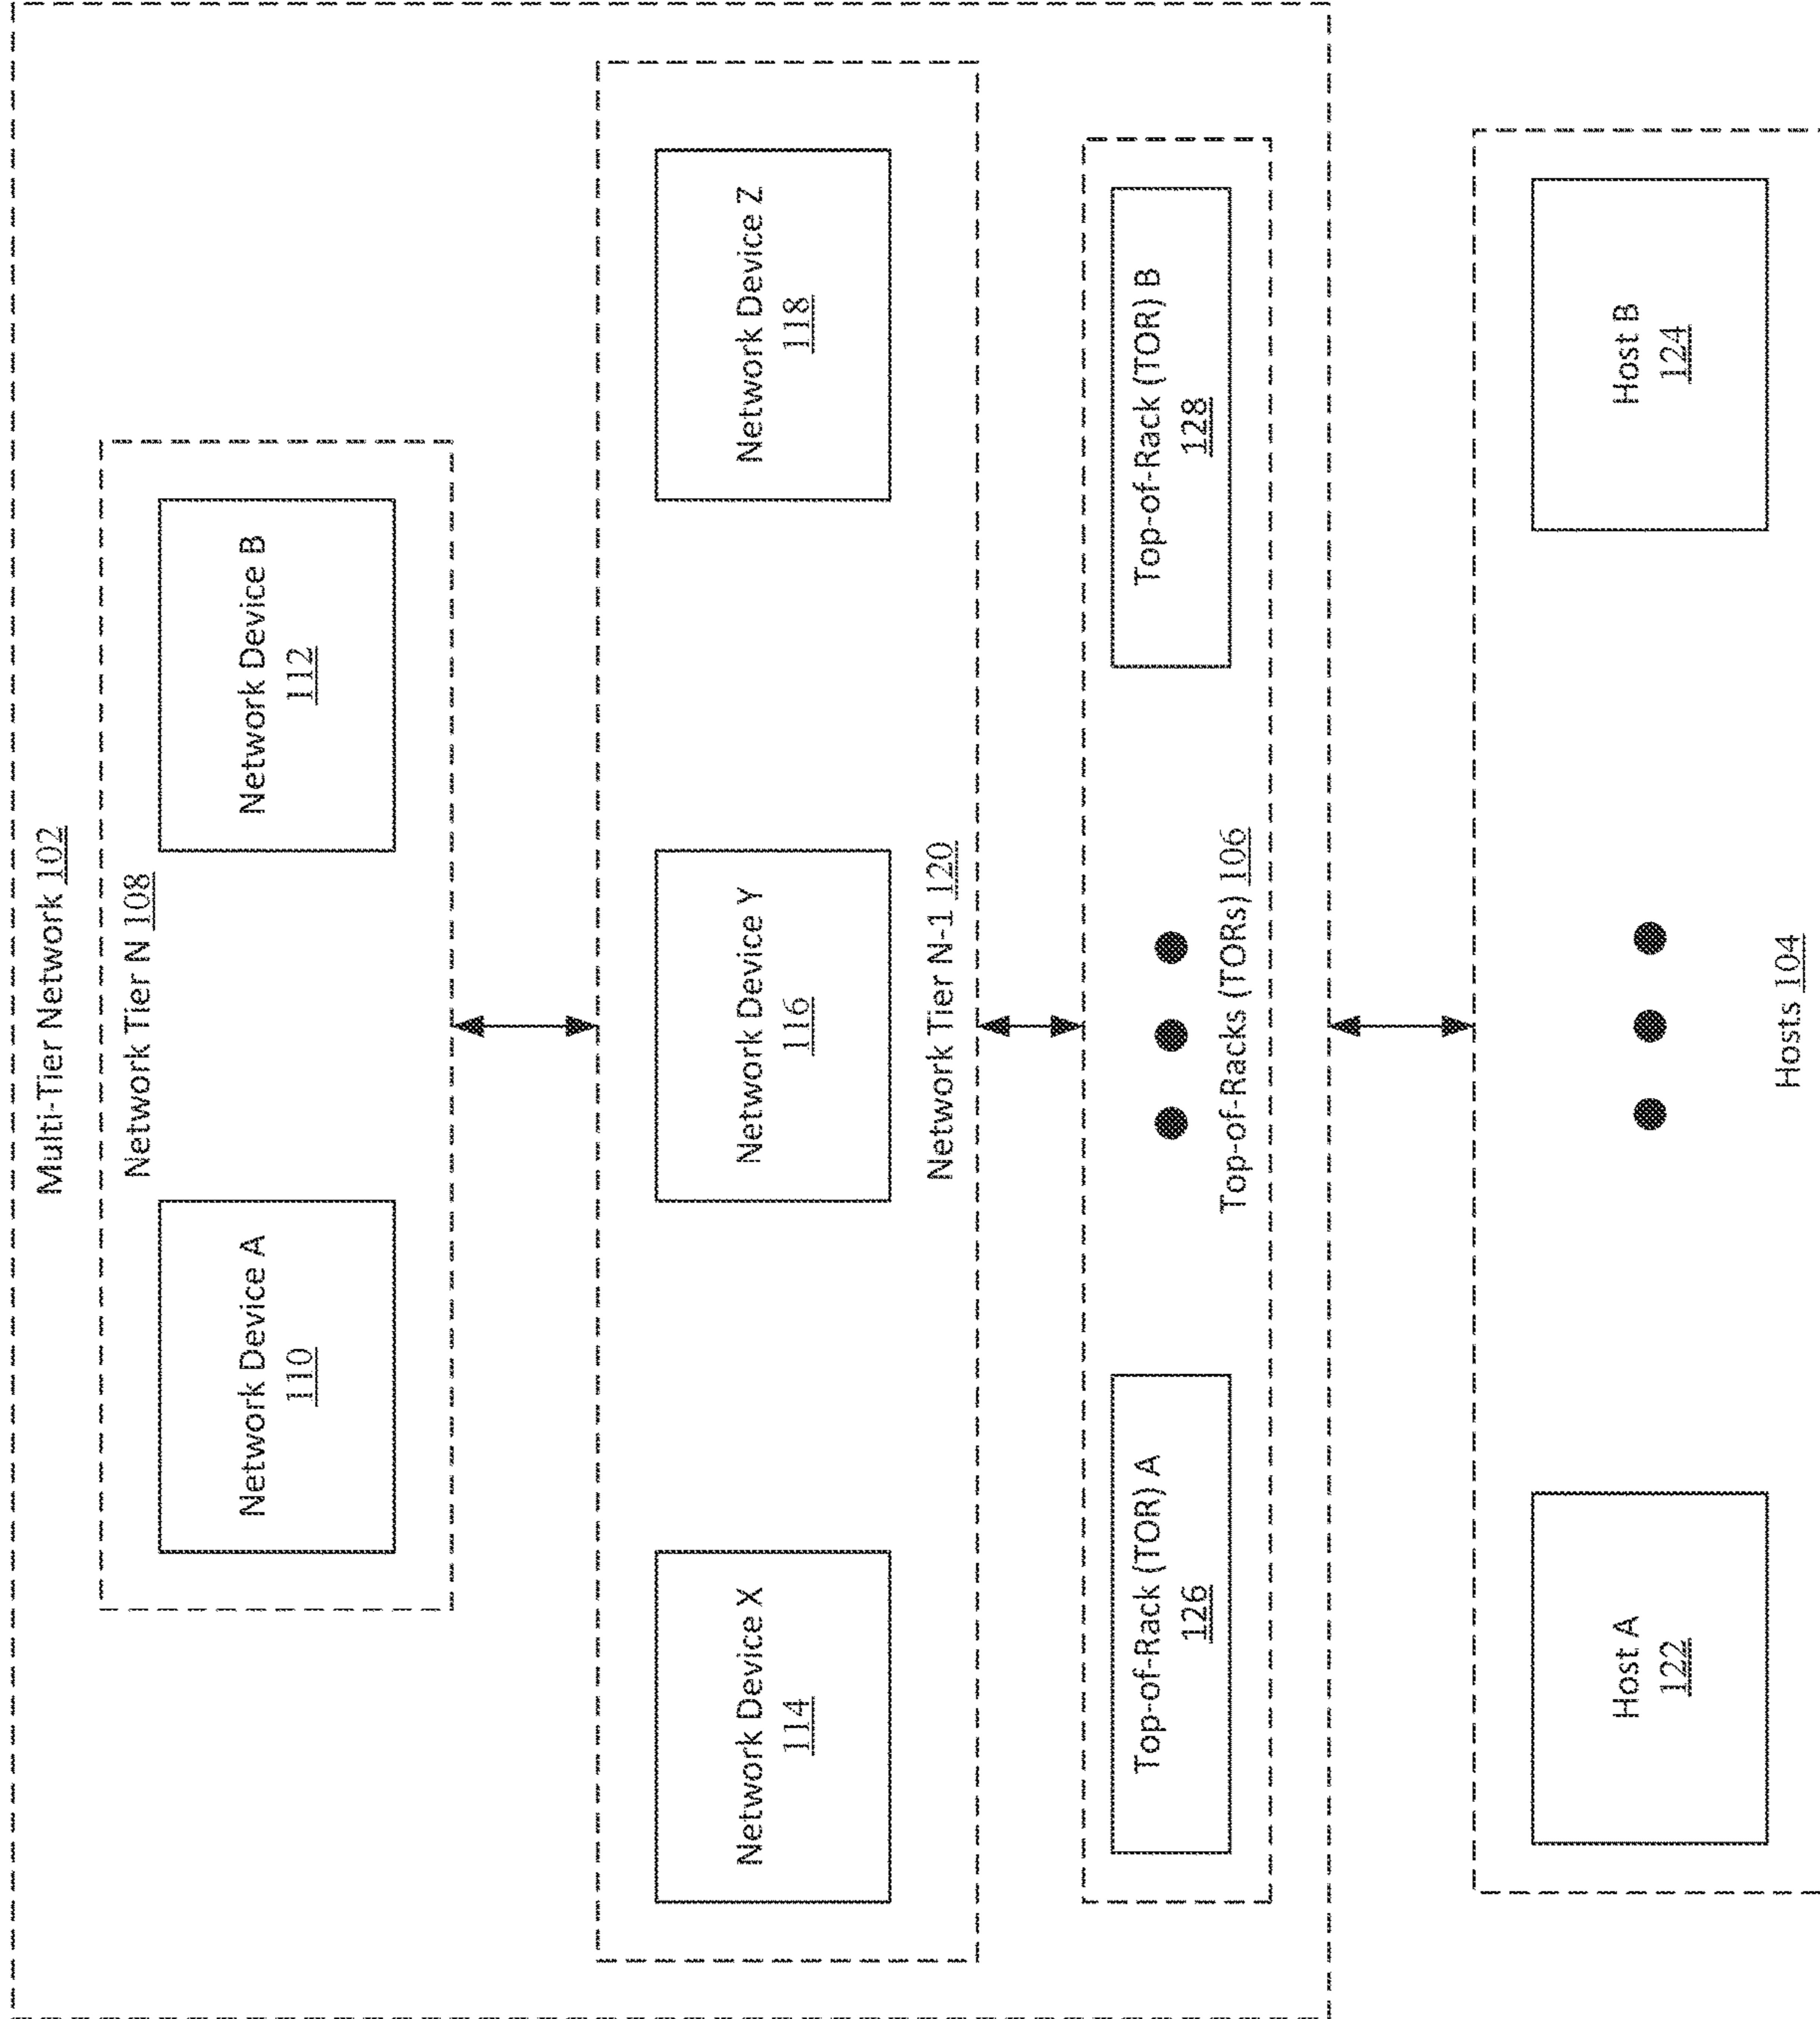 Multi-Tier Network 102
Network Tier N 108
Network Device A
110
Network Device B
112
Network Device X
114
Network Device Y
116
Network Device Z
118
Network Tier N-1 120
Top-of-Rack (TOR) A
126
Top-of-Rack (TOR) B
128
Top-of-Racks (TORs) 106
Host A
122
Host B
124
Hosts 104